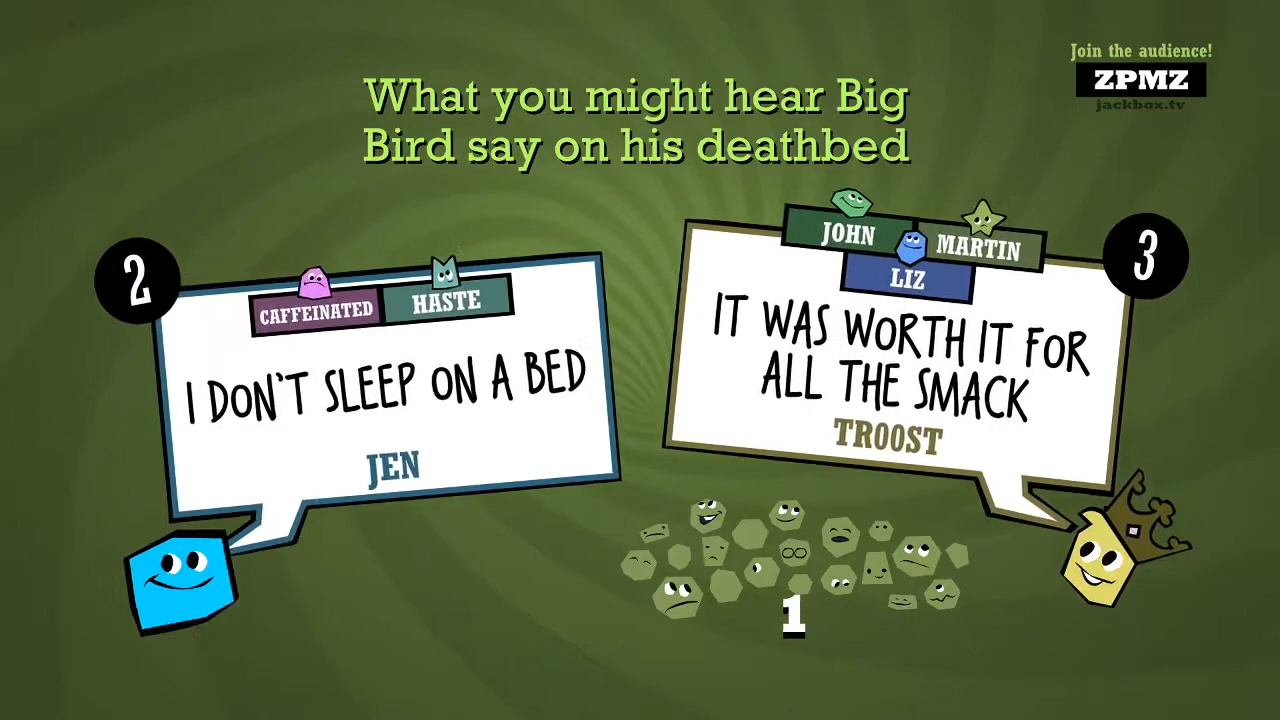 Join the audience!
ZPMZ
jackbox.tv
What you might hear Big
Bird say on his deathbed
2
CAFFEINATED
HASTE
I DON'T SLEEP ON A BED
JEN
3
JOHN
MARTIN
LIZ
IT WAS WORTH IT FOR
ALL THE SMACK
TROOST
1